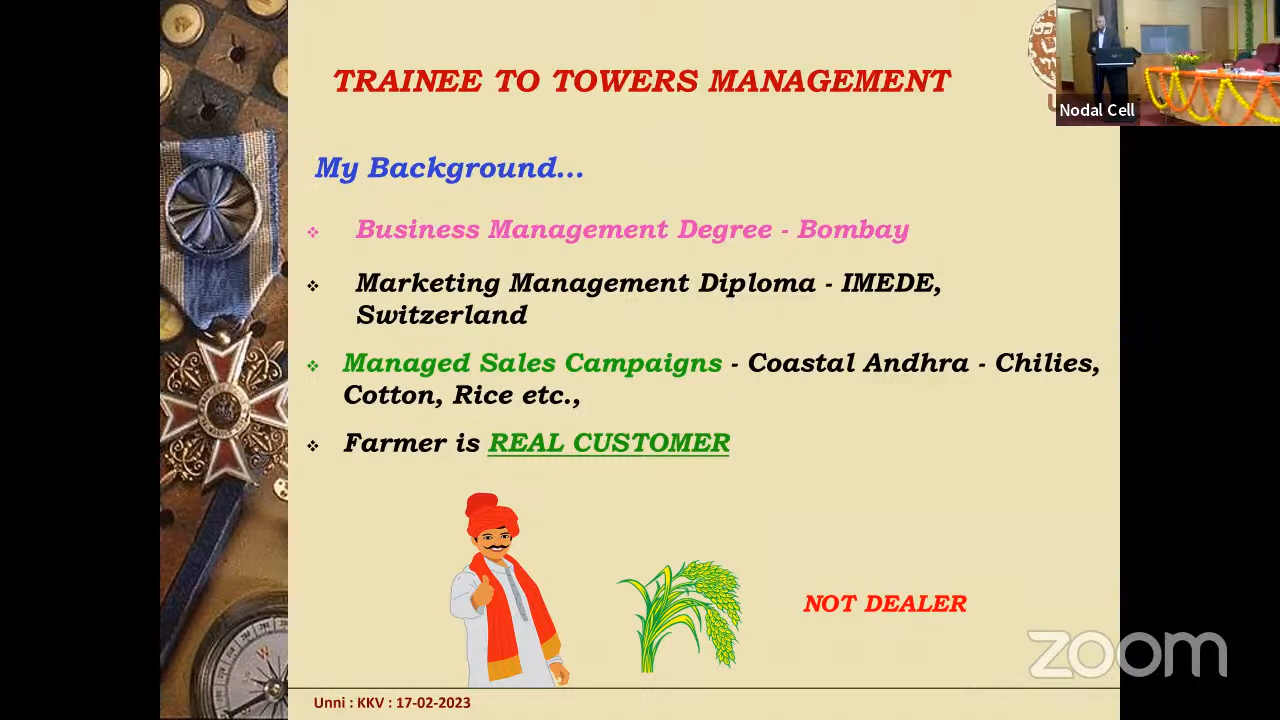 TRAINEE TO TOWERS MANAGEMENT
Nodal Cell
My Background...
❖ Business Management Degree - Bombay
❖ Marketing Management Diploma - IMEDE,
Switzerland
❖ Managed Sales Campaigns - Coastal Andhra - Chilies,
Cotton, Rice etc.,
❖ Farmer is REAL CUSTOMER
NOT DEALER
zoom
Unni : KKV : 17-02-2023